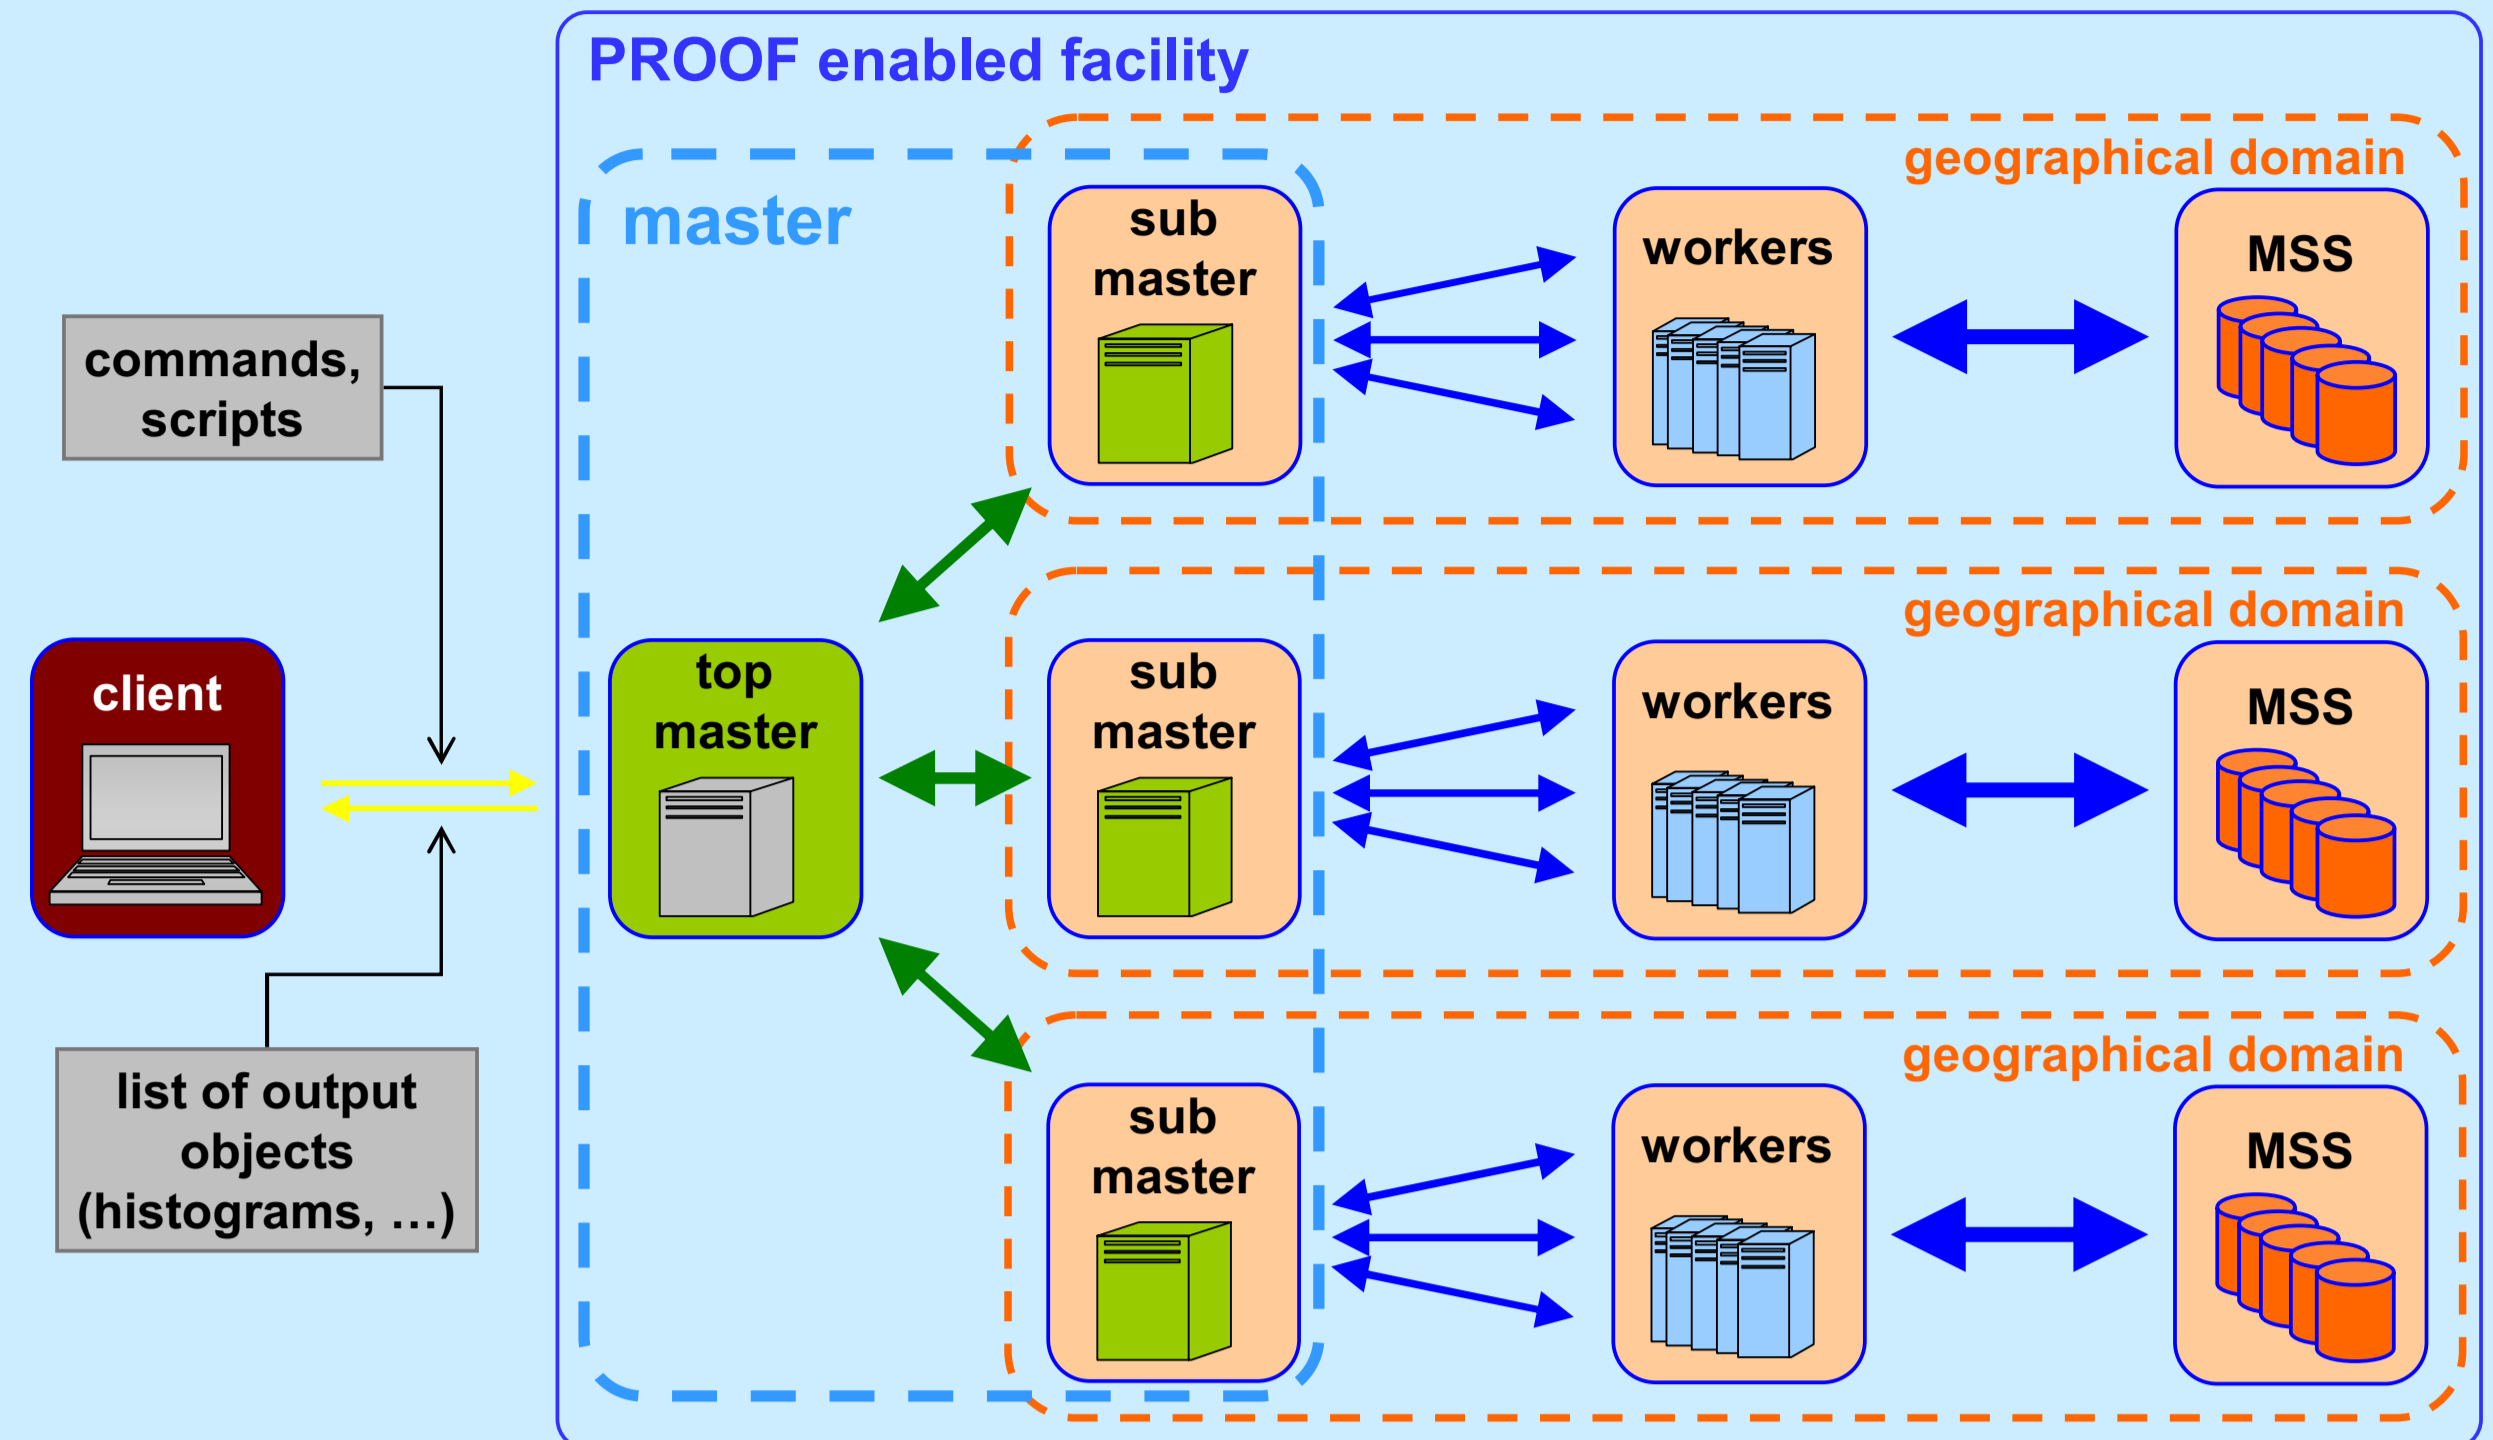 PROOF enabled facility
geographical domain
master
sub
master
workers
MSS
commands,
scripts
geographical domain
client
top
master
sub
master
workers
MSS
geographical domain
list of output
objects
(histograms, ...)
sub
master
workers
MSS